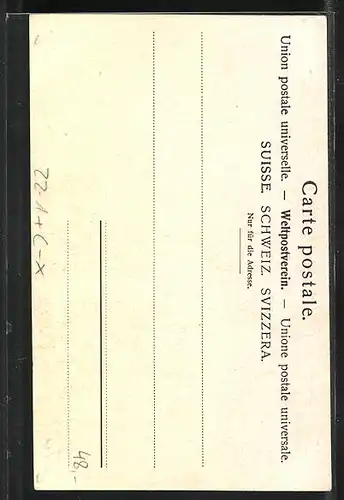 Carte postale.
Union postale universelle. — Weltpostverein. — Unione postale universale.
SUISSE. SCHWEIZ. SVIZZERA.
Nur für die Adresse.
48,-